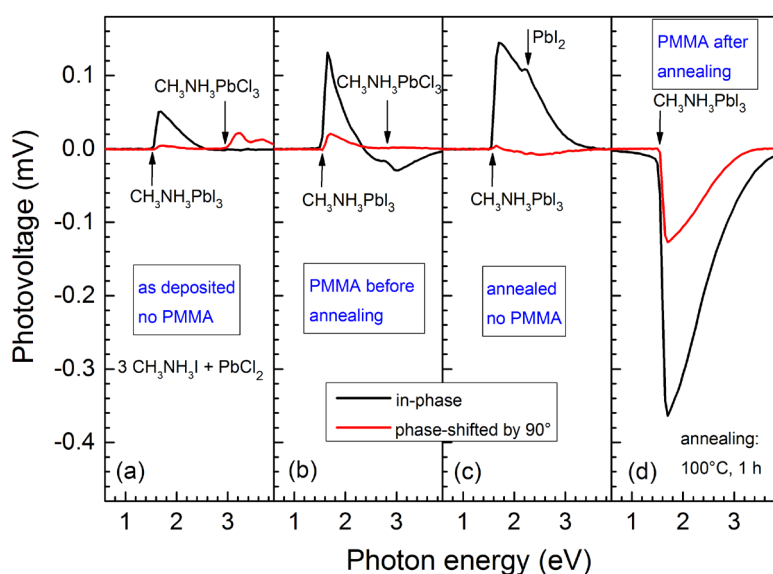 Photovoltage (mV)
0.1
0.0
-0.1
-0.2
-0.3
-0.4
CH₃NH₃PbCl₃
CH₃NH₃PbI₃
as deposited
no PMMA
3 CH₃NH₃I + PbCl₂
(a)
CH₃NH₃PbCl₃
CH₃NH₃PbI₃
PMMA before
annealing
(b)
PbI₂
CH₃NH₃PbI₃
annealed
no PMMA
(c)
PMMA after
annealing
CH₃NH₃PbI₃
annealing:
100°C, 1 h
(d)
in-phase
phase-shifted by 90°
1 2 3 1 2 3 1 2 3 1 2 3
Photon energy (eV)